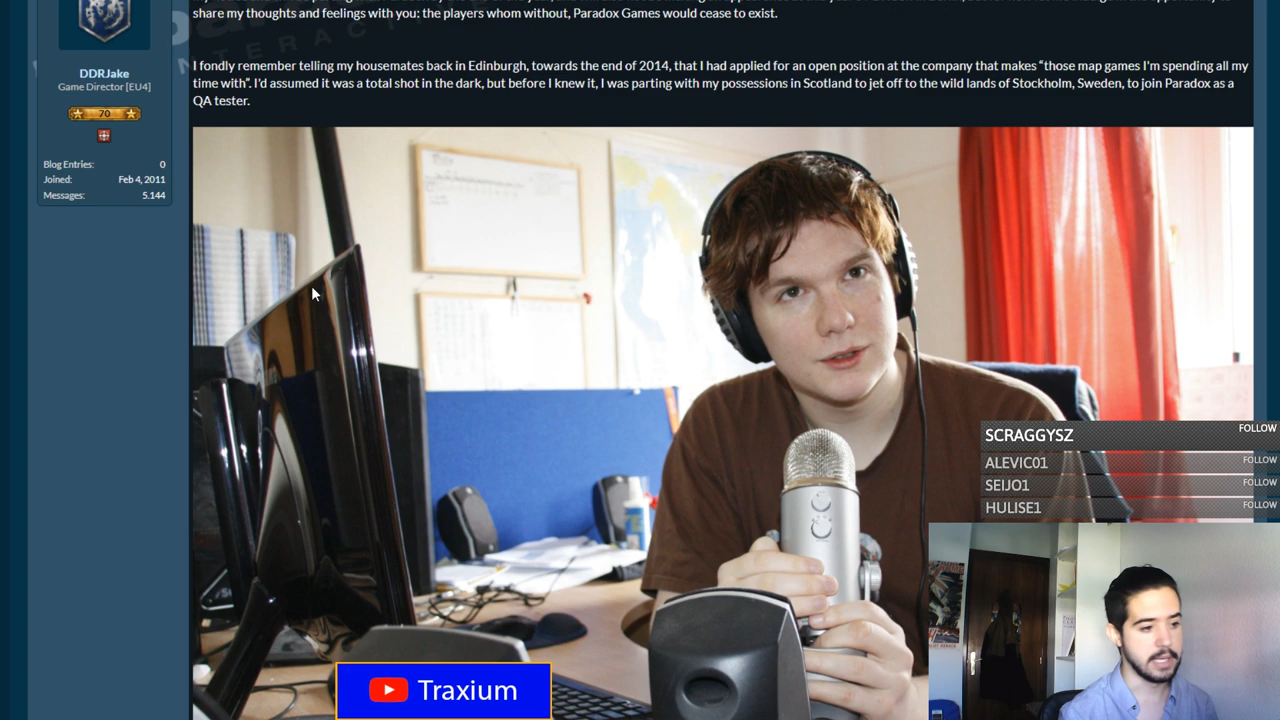 share my thoughts and feelings with you: the players whom without, Paradox Games would cease to exist.
DDRJake
Game Director [EU4]
70
Blog Entries: 0
Joined: Feb 4, 2011
Messages: 5.144
I fondly remember telling my housemates back in Edinburgh, towards the end of 2014, that I had applied for an open position at the company that makes “those map games I'm spending all my
time with”. I’d assumed it was a total shot in the dark, but before I knew it, I was parting with my possessions in Scotland to jet off to the wild lands of Stockholm, Sweden, to join Paradox as a
QA tester.
SCRAGGYSZ FOLLOW
ALEVIC01 FOLLOW
SEIJO1 FOLLOW
HULISE1 FOLLOW
Traxium